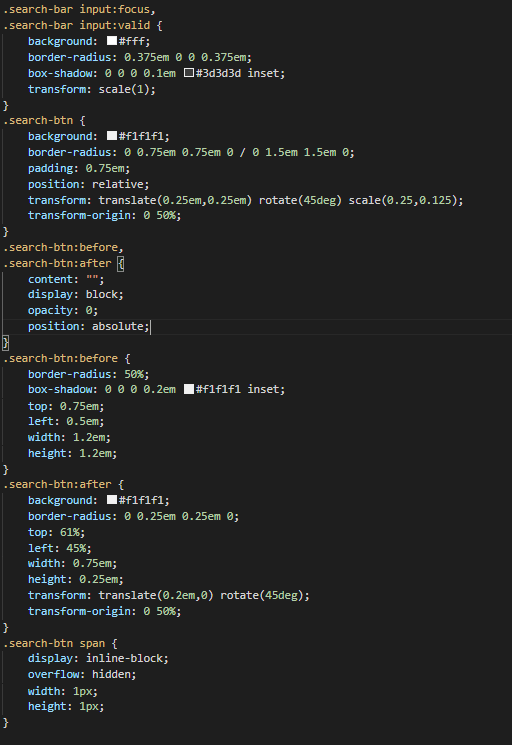 .search-bar input:focus,
.search-bar input:valid {
    background: #fff;
    border-radius: 0.375em 0 0 0.375em;
    box-shadow: 0 0 0 0.1em #3d3d3d inset;
    transform: scale(1);
}
.search-btn {
    background: #f1f1f1;
    border-radius: 0 0.75em 0.75em 0 / 0 1.5em 1.5em 0;
    padding: 0.75em;
    position: relative;
    transform: translate(0.25em,0.25em) rotate(45deg) scale(0.25,0.125);
    transform-origin: 0 50%;
}
.search-btn:before,
.search-btn:after {
    content: "";
    display: block;
    opacity: 0;
    position: absolute;
}
.search-btn:before {
    border-radius: 50%;
    box-shadow: 0 0 0 0.2em #f1f1f1 inset;
    top: 0.75em;
    left: 0.5em;
    width: 1.2em;
    height: 1.2em;
}
.search-btn:after {
    background: #f1f1f1;
    border-radius: 0 0.25em 0.25em 0;
    top: 61%;
    left: 45%;
    width: 0.75em;
    height: 0.25em;
    transform: translate(0.2em,0) rotate(45deg);
    transform-origin: 0 50%;
}
.search-btn span {
    display: inline-block;
    overflow: hidden;
    width: 1px;
    height: 1px;
}